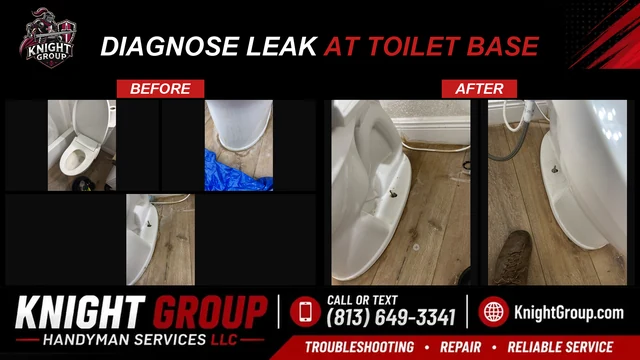 KNIGHT
GROUP
DIAGNOSE LEAK AT TOILET BASE
BEFORE
AFTER
KNIGHT GROUP
HANDYMAN SERVICES LLC
CALL OR TEXT
(813) 649-3341
KnightGroup.com
TROUBLESHOOTING • REPAIR • RELIABLE SERVICE